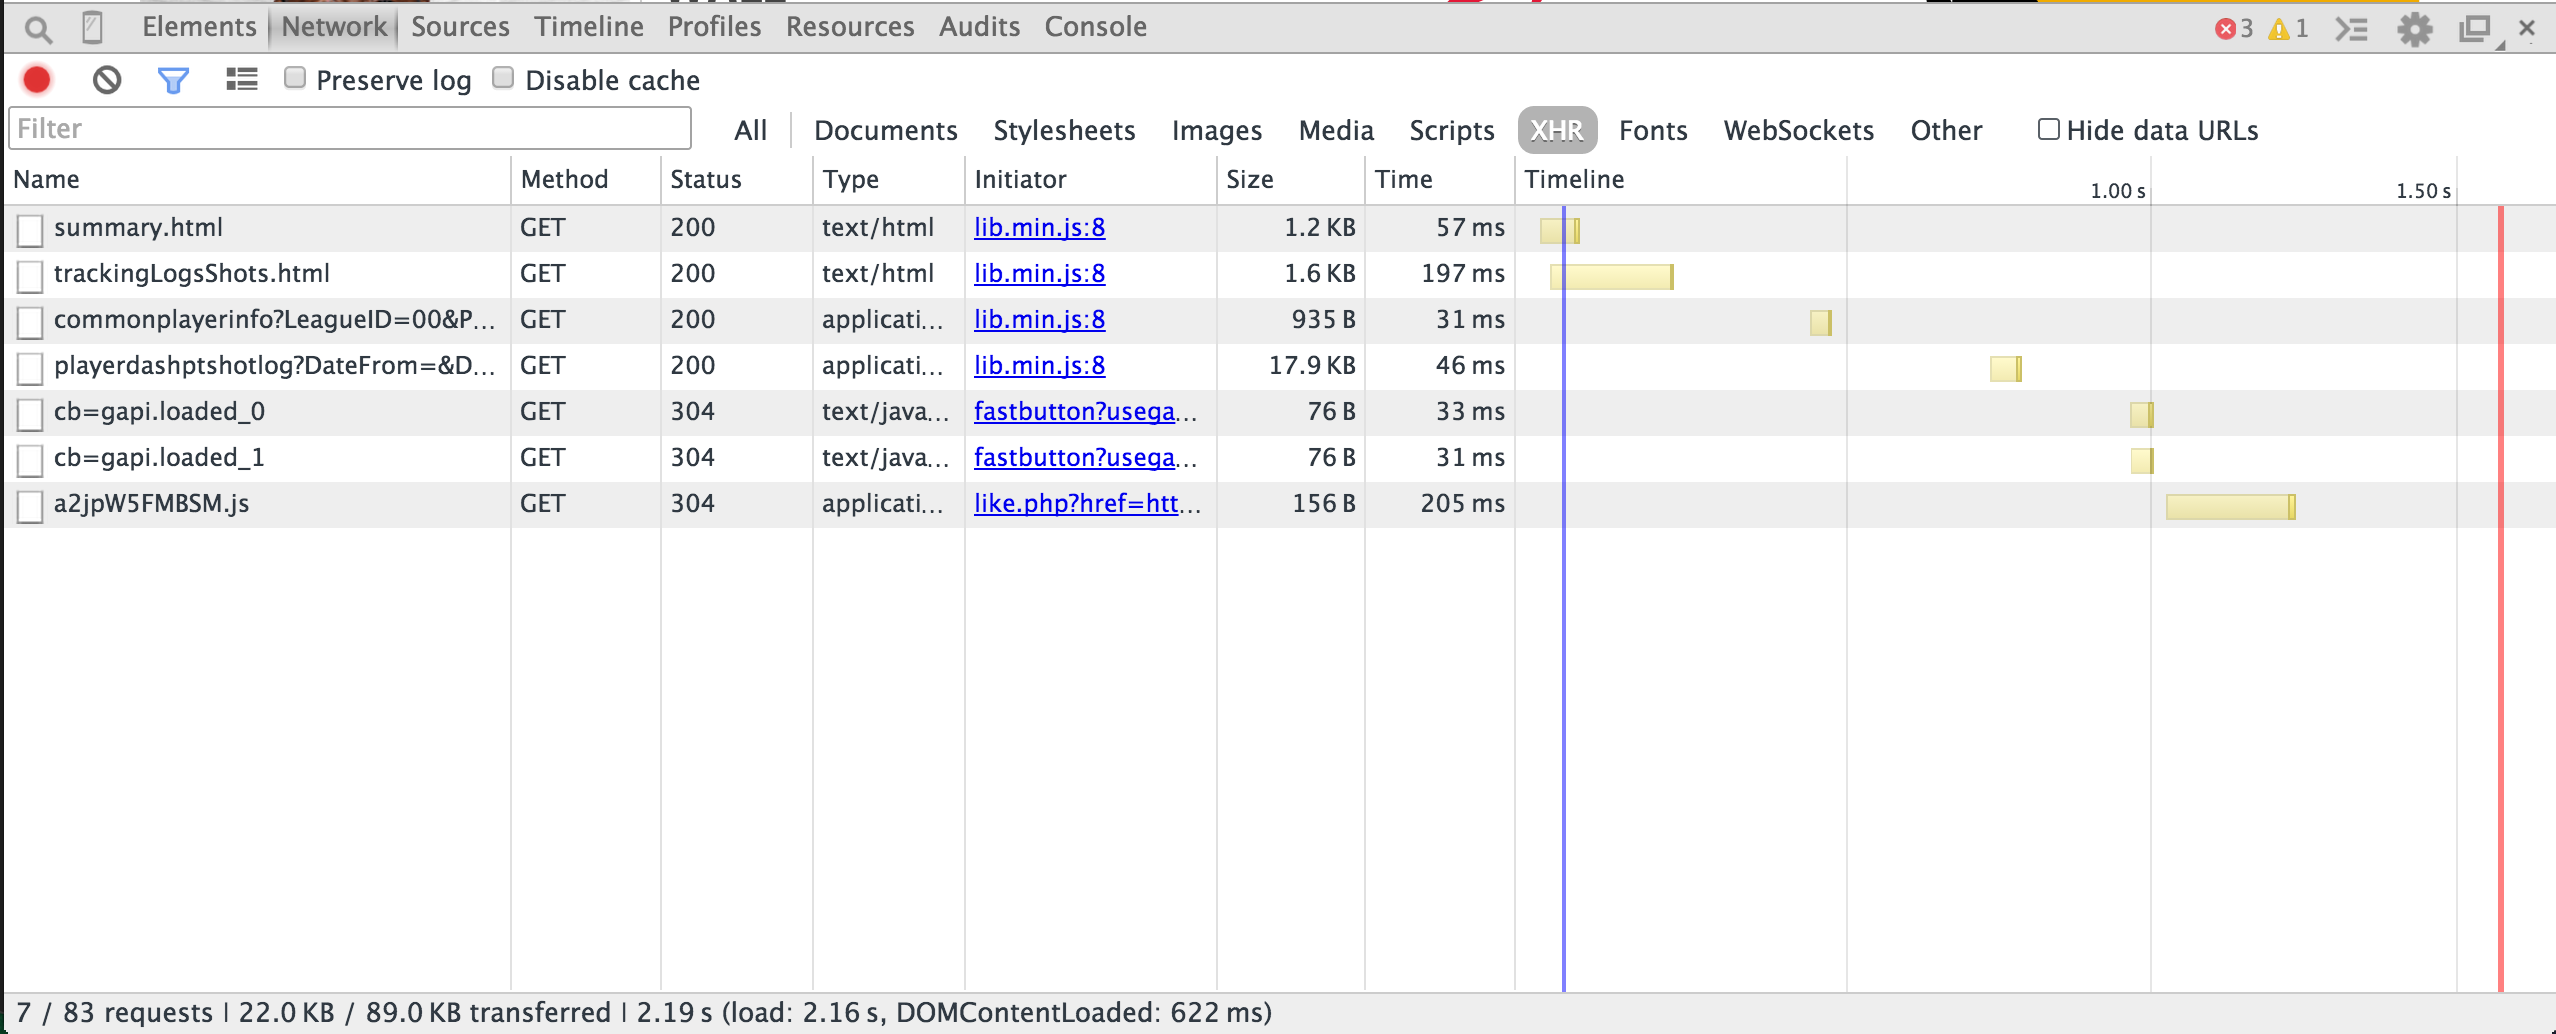 Elements Network Sources Timeline Profiles Resources Audits Console 3 1
Preserve log Disable cache
Filter All Documents Stylesheets Images Media Scripts XHR Fonts WebSockets Other Hide data URLs
Name Method Status Type Initiator Size Time Timeline 1.00 s 1.50 s
summary.html GET 200 text/html lib.min.js:8 1.2 KB 57 ms
trackingLogsShots.html GET 200 text/html lib.min.js:8 1.6 KB 197 ms
commonplayerinfo?LeagueID=00&P... GET 200 applicati... lib.min.js:8 935 B 31 ms
playerdashptshotlog?DateFrom=&D... GET 200 applicati... lib.min.js:8 17.9 KB 46 ms
cb=gapi.loaded_0 GET 304 text/java... fastbutton?usega... 76 B 33 ms
cb=gapi.loaded_1 GET 304 text/java... fastbutton?usega... 76 B 31 ms
a2jpW5FMBSM.js GET 304 applicati... like.php?href=htt... 156 B 205 ms
7 / 83 requests | 22.0 KB / 89.0 KB transferred | 2.19 s (load: 2.16 s, DOMContentLoaded: 622 ms)